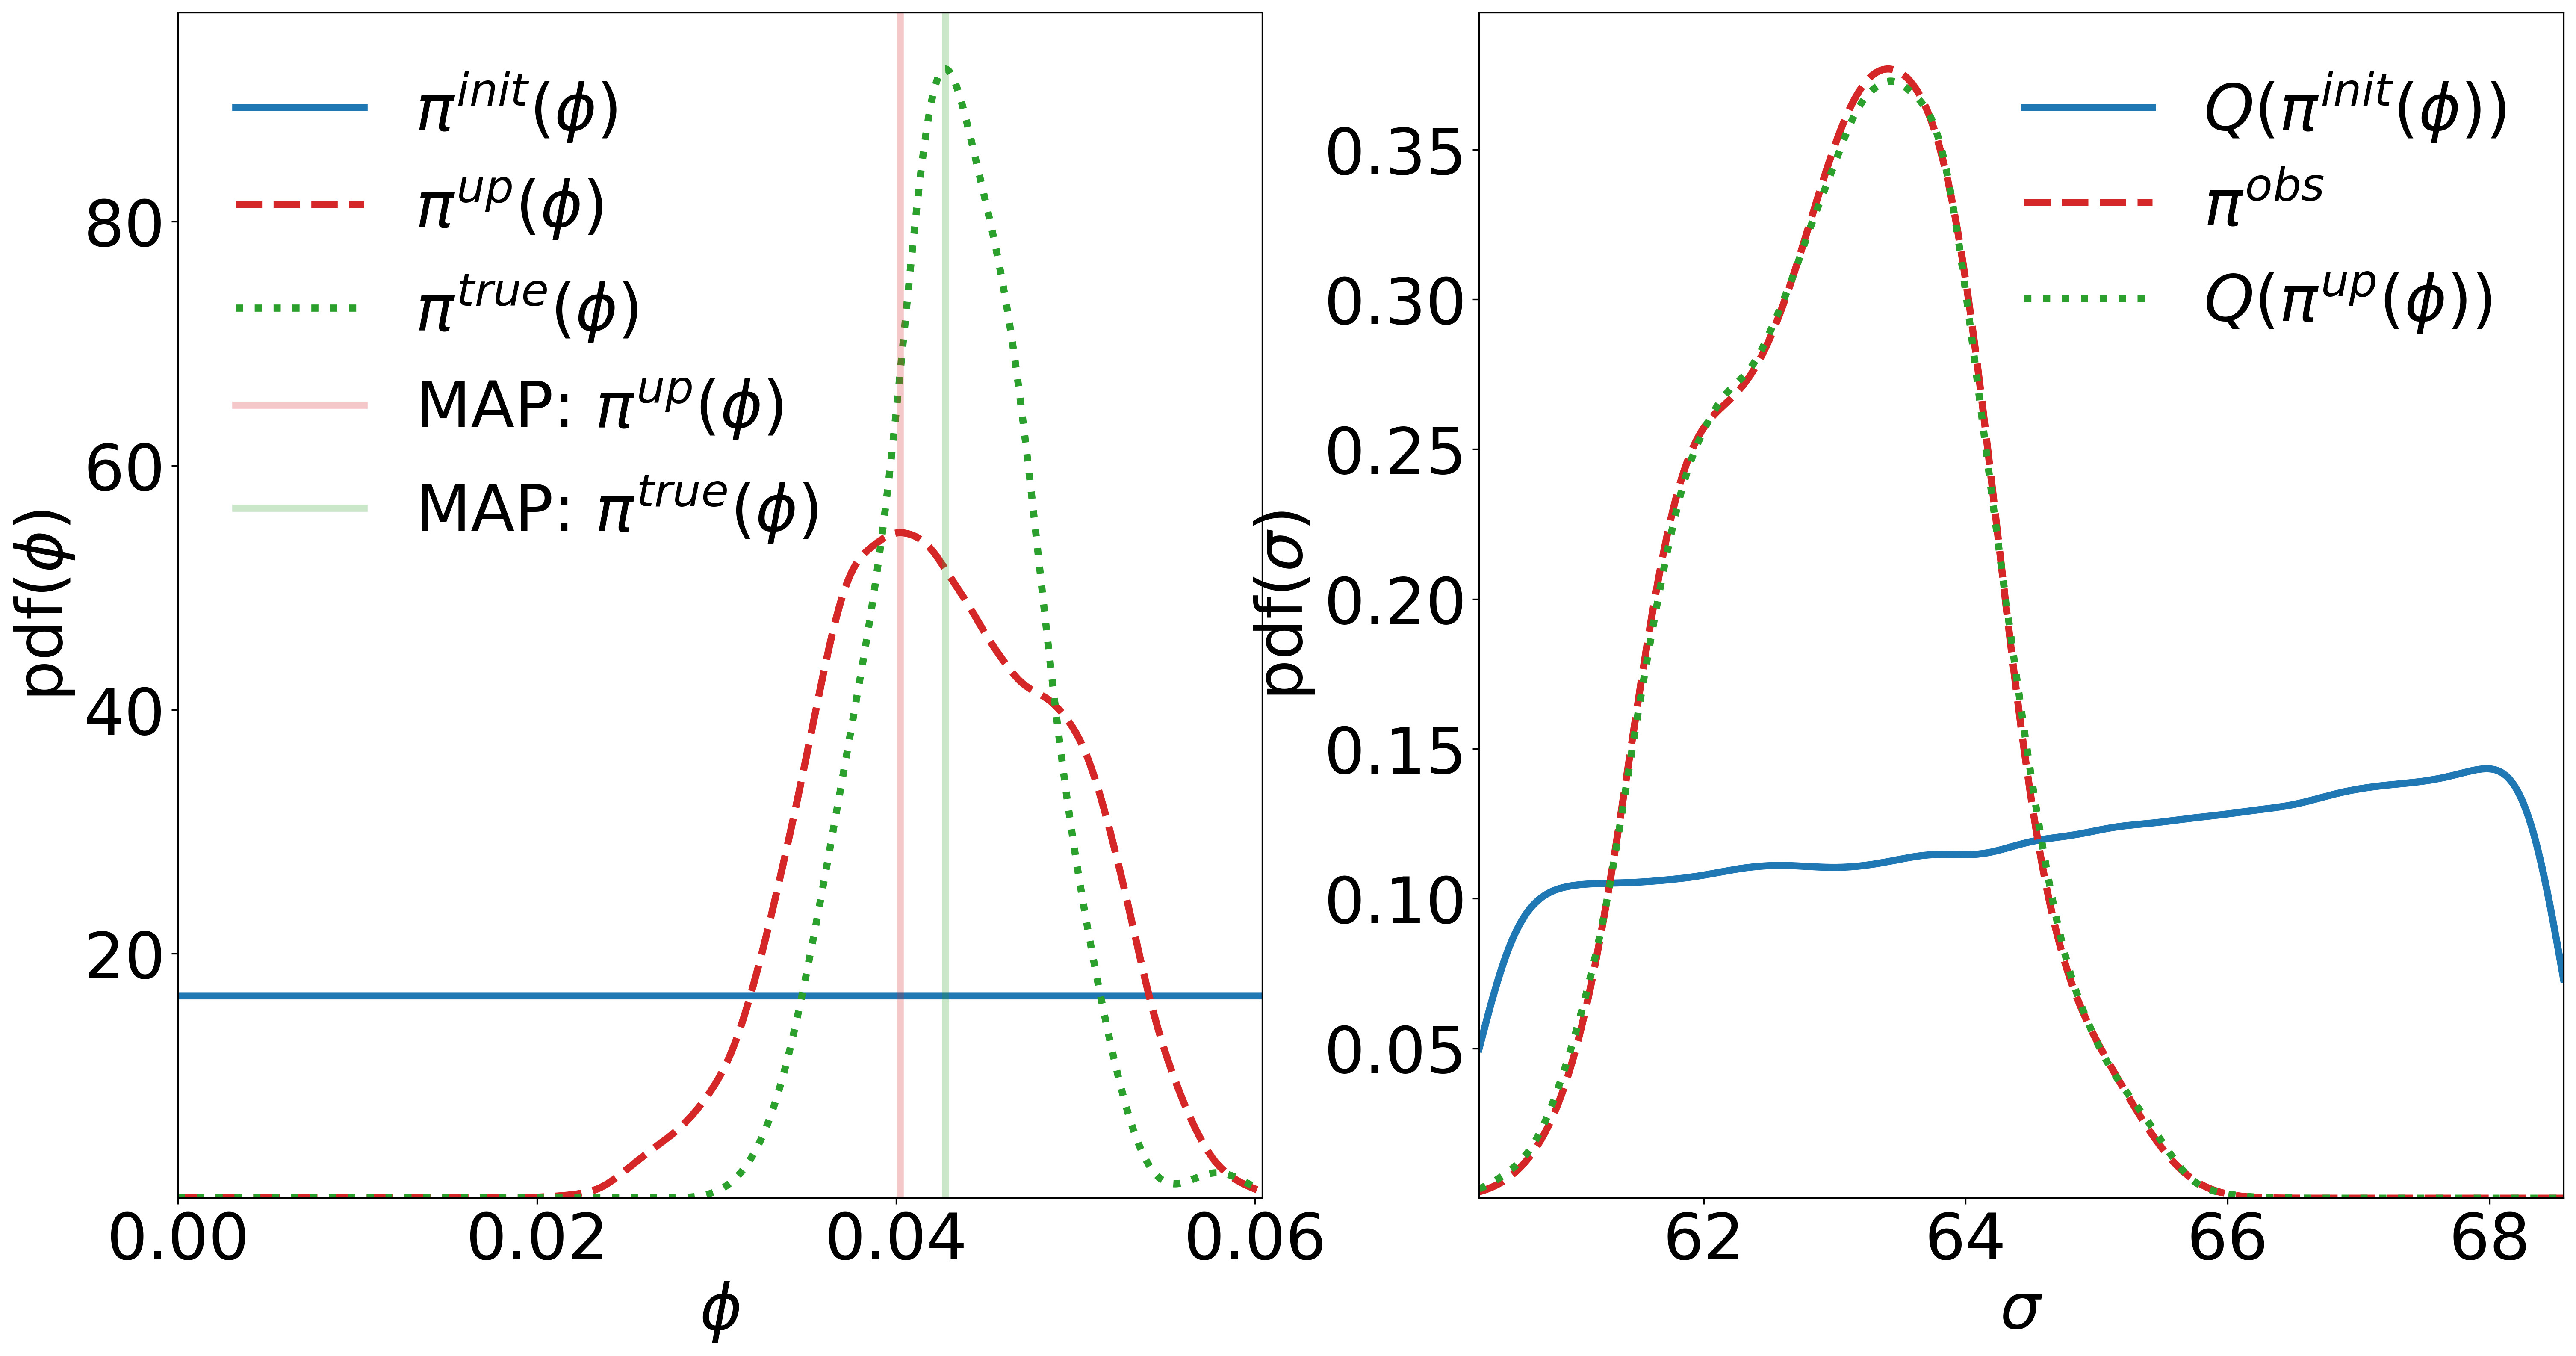 π^{init}(ϕ)
π^{up}(ϕ)
π^{true}(ϕ)
MAP: π^{up}(ϕ)
MAP: π^{true}(ϕ)
80
60
40
20
pdf(ϕ)
0.00 0.02 0.04 0.06
ϕ
Q(π^{init}(ϕ))
π^{obs}
Q(π^{up}(ϕ))
0.35
0.30
0.25
0.20
0.15
0.10
0.05
pdf(σ)
62 64 66 68
σ